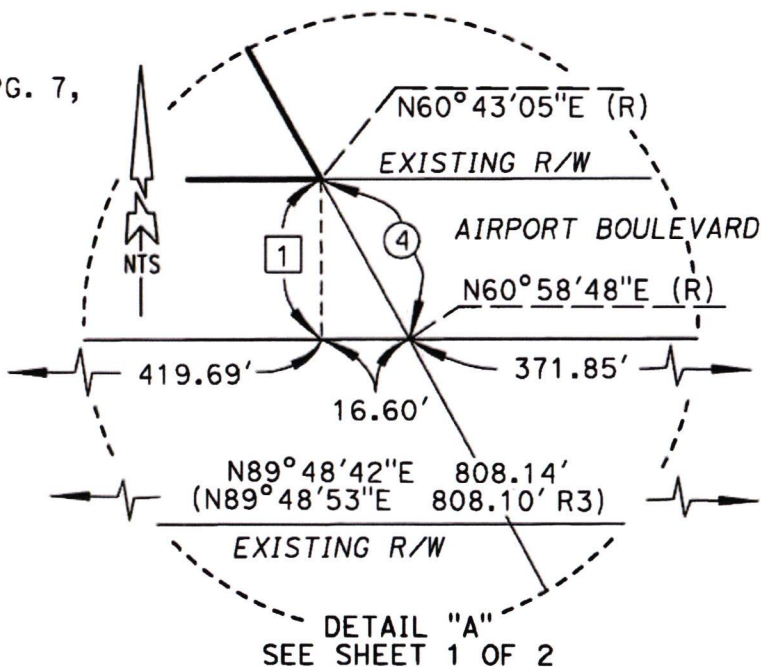 PG. 7,
N60°43'05"E (R)
EXISTING R/W
AIRPORT BOULEVARD
NTS
1
4
N60°58'48"E (R)
419.69'
371.85'
16.60'
N89°48'42"E 808.14'
(N89°48'53"E 808.10' R3)
EXISTING R/W
DETAIL "A"
SEE SHEET 1 OF 2